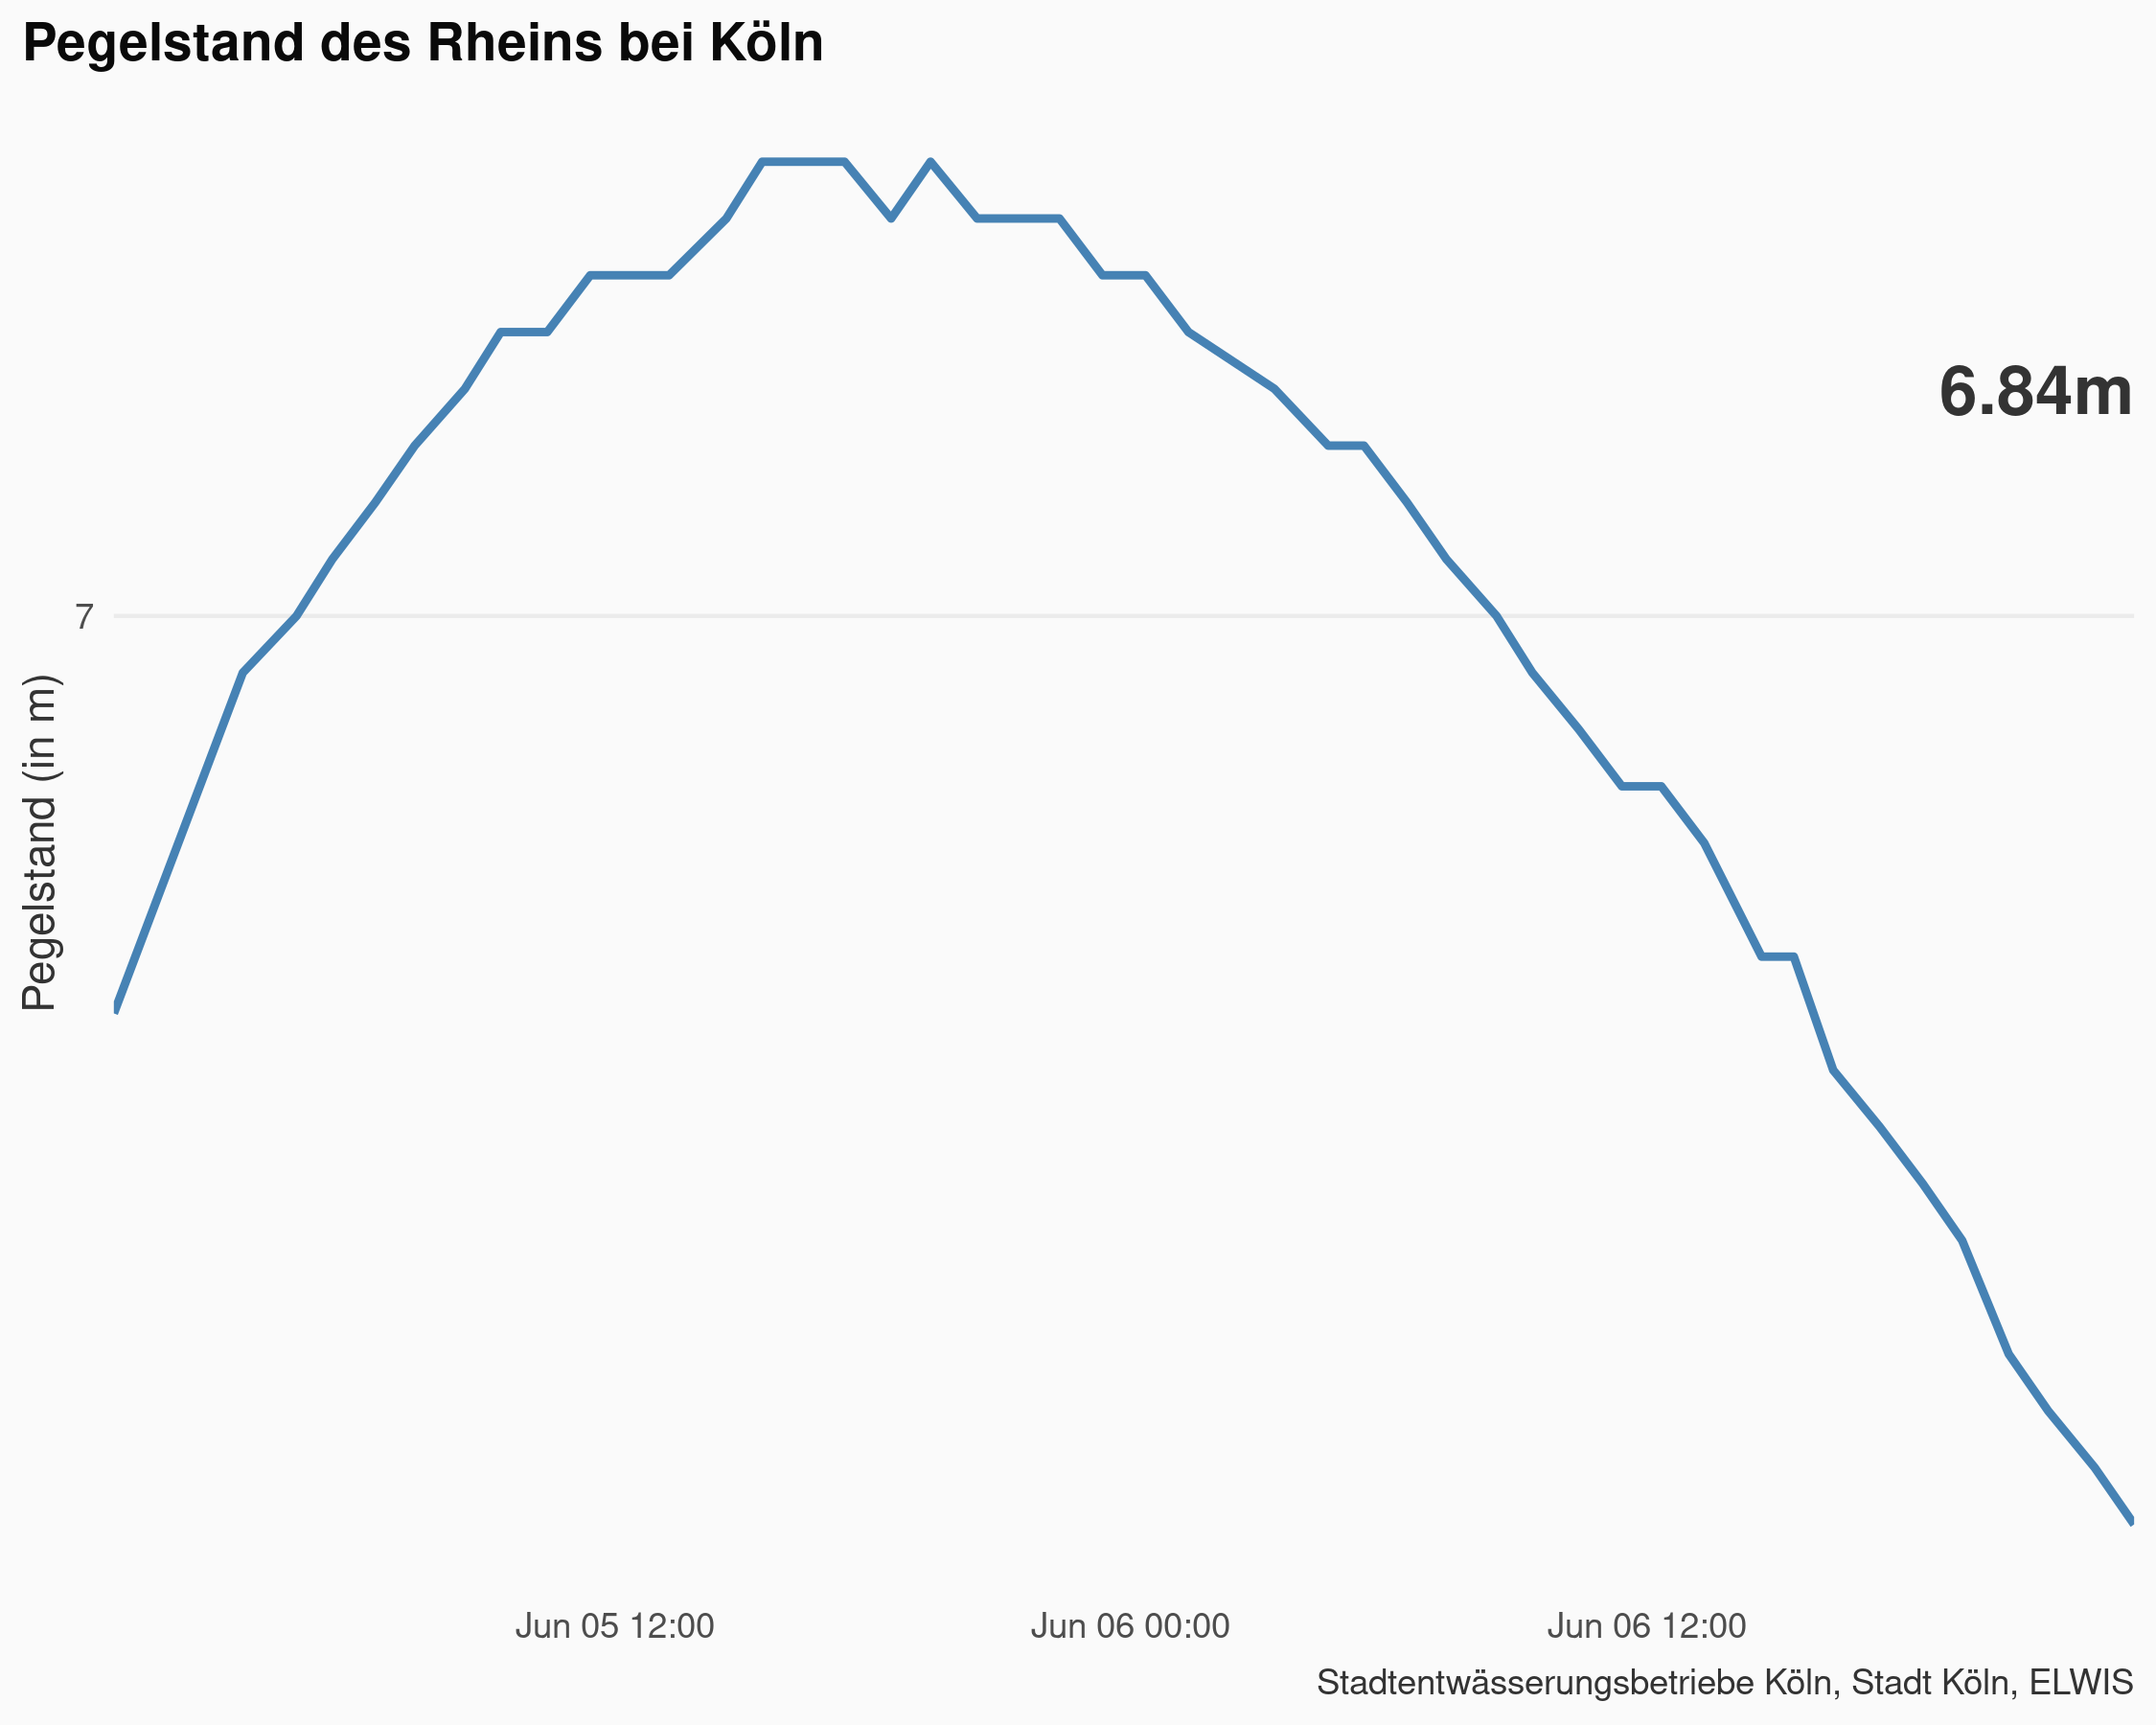 Pegelstand des Rheins bei Köln
6.84m
7
Pegelstand (in m)
Jun 05 12:00
Jun 06 00:00
Jun 06 12:00
Stadtentwässerungsbetriebe Köln, Stadt Köln, ELWIS